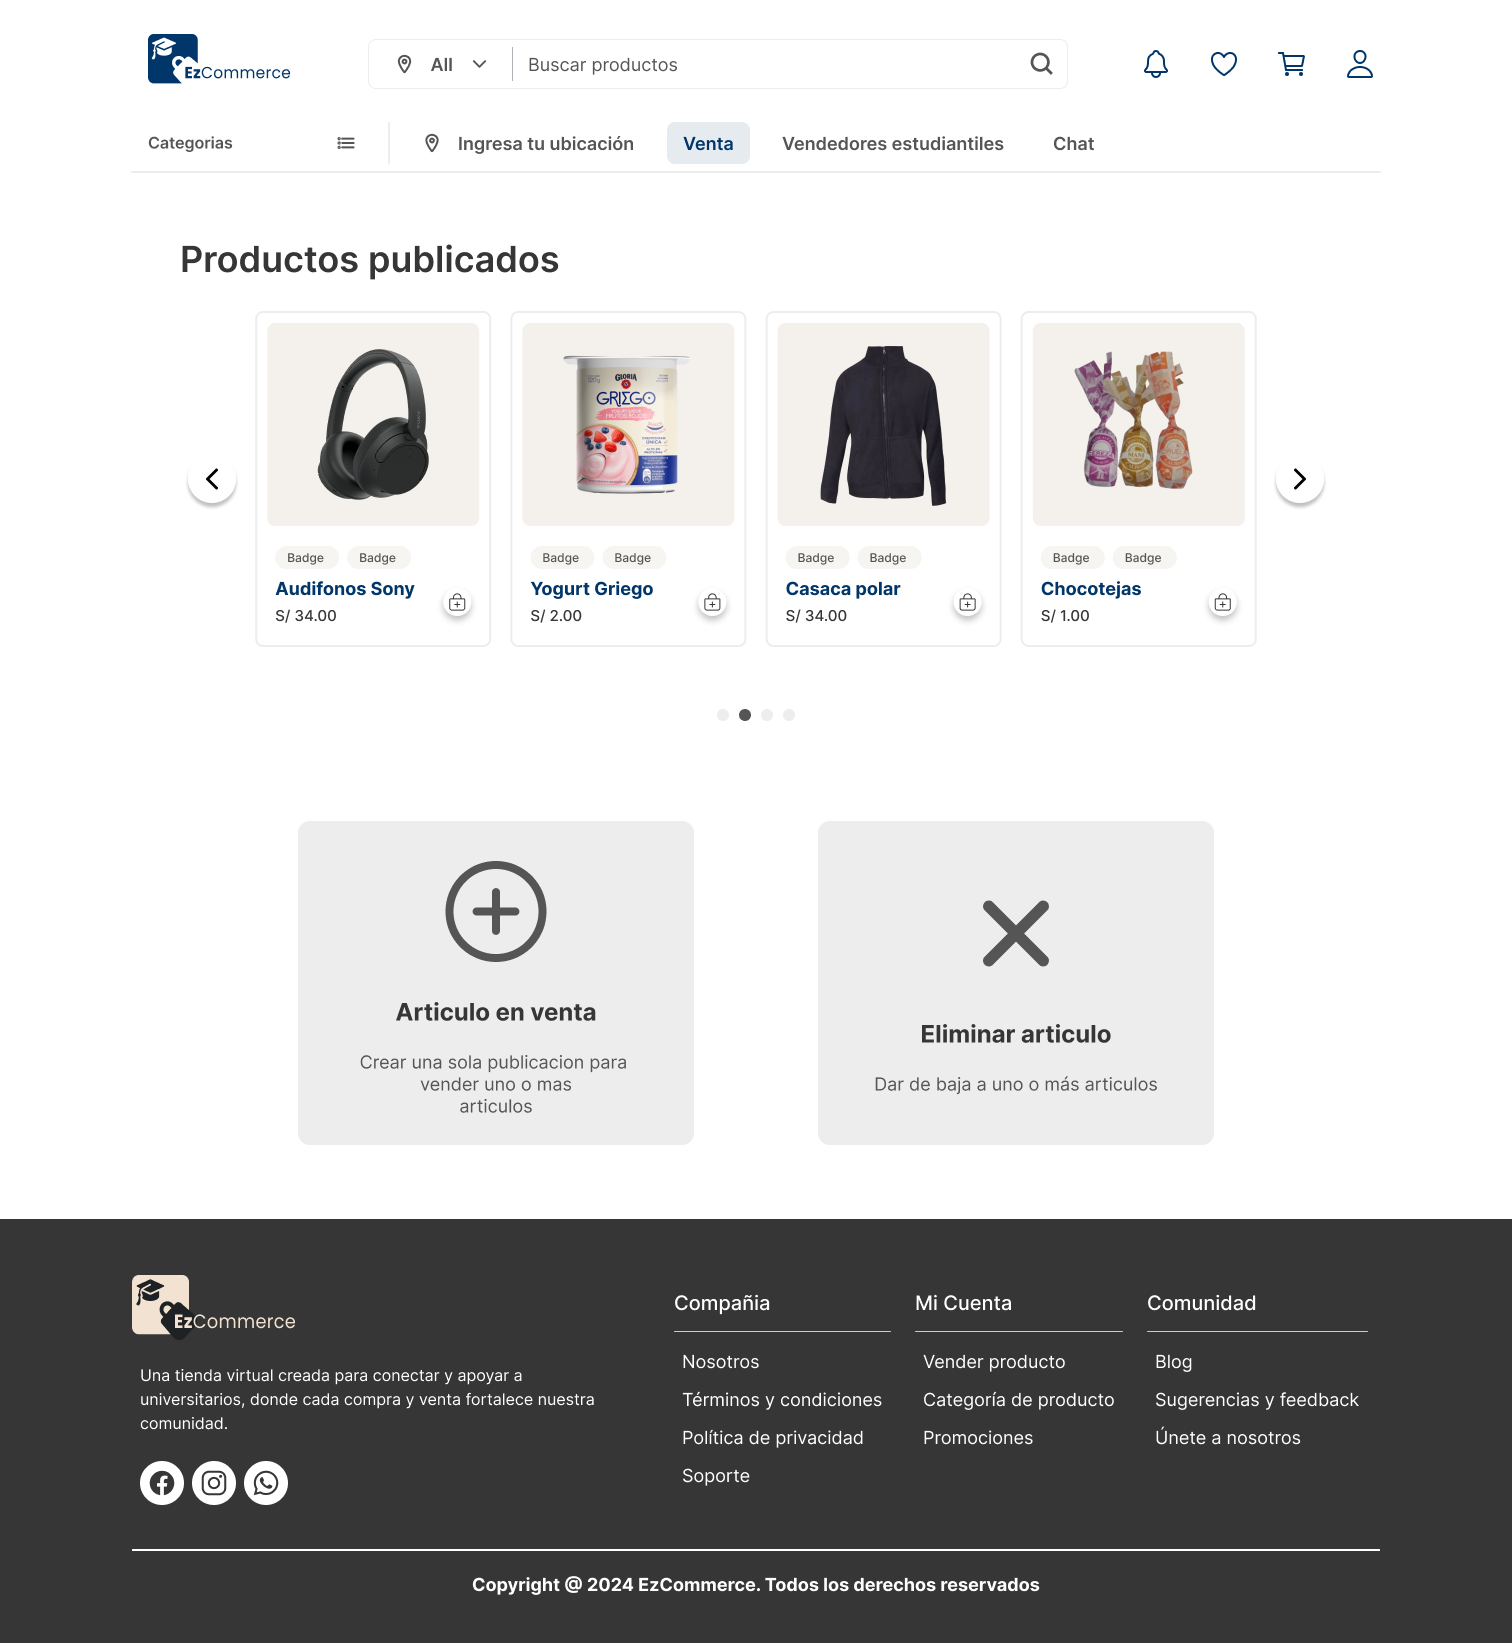 EzCommerce
All
Buscar productos
Categorias
Ingresa tu ubicación
Venta
Vendedores estudiantiles
Chat
Productos publicados
GLORIA
GRIEGO
Badge Badge
Audifonos Sony
S/ 34.00
Badge Badge
Yogurt Griego
S/ 2.00
Badge Badge
Casaca polar
S/ 34.00
Badge Badge
Chocotejas
S/ 1.00
Articulo en venta
Crear una sola publicacion para
vender uno o mas
articulos
Eliminar articulo
Dar de baja a uno o más articulos
EzCommerce
Una tienda virtual creada para conectar y apoyar a
universitarios, donde cada compra y venta fortalece nuestra
comunidad.
Compañia
Nosotros
Términos y condiciones
Política de privacidad
Soporte
Mi Cuenta
Vender producto
Categoría de producto
Promociones
Comunidad
Blog
Sugerencias y feedback
Únete a nosotros
Copyright @ 2024 EzCommerce. Todos los derechos reservados